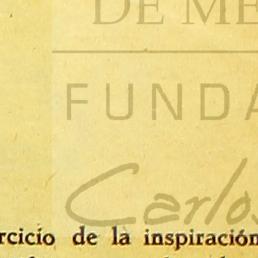 DE ME
FUNDA
Carlos
rcicio de la inspiración